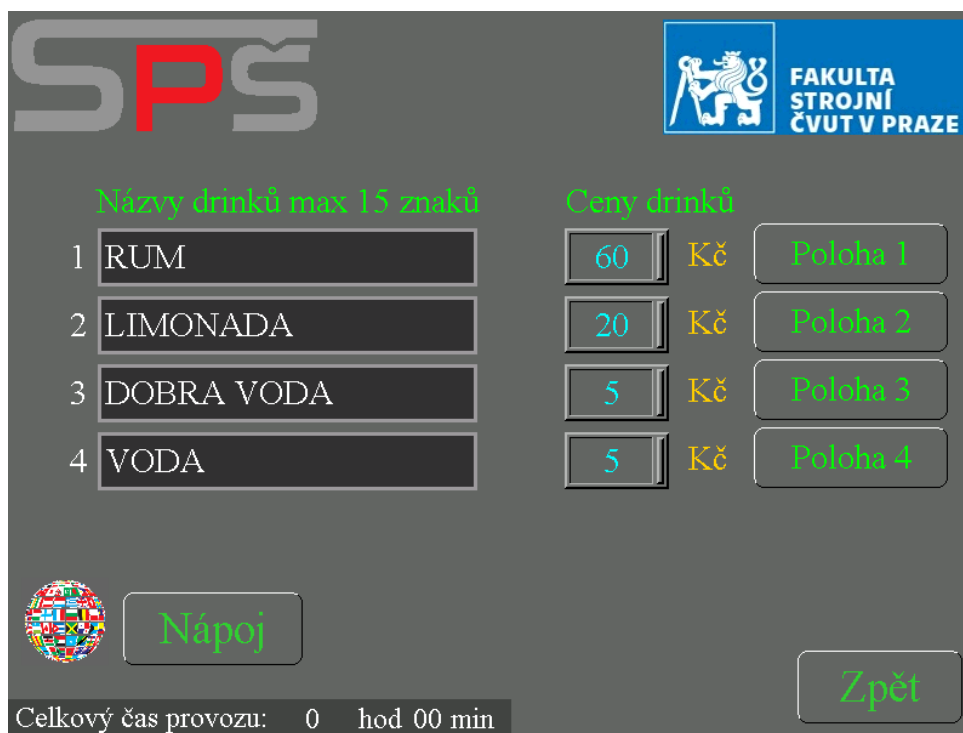 SPŠ
FAKULTA
STROJNÍ
ČVUT V PRAZE
Názvy drinků max 15 znaků Ceny drinků
1 RUM 60 Kč Poloha 1
2 LIMONADA 20 Kč Poloha 2
3 DOBRA VODA 5 Kč Poloha 3
4 VODA 5 Kč Poloha 4
Nápoj
Zpět
Celkový čas provozu: 0 hod 00 min